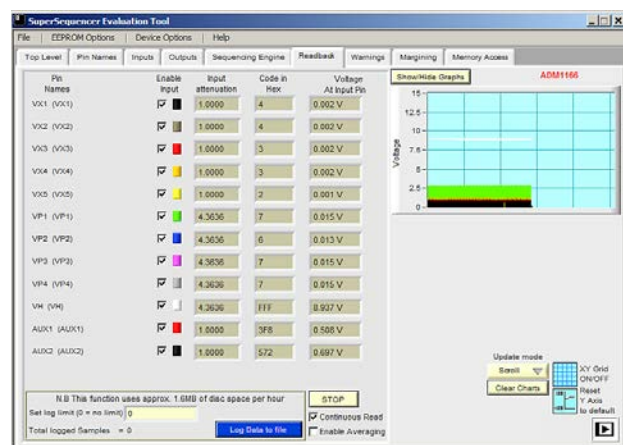 SuperSequencer Evaluation Tool
File EEPROM Options Device Options Help
Top Level Pin Names Inputs Outputs Sequencing Engine Readback Warnings Margining Memory Access
Pin Names Enable Input Input attenuation Code in Hex Voltage At Input Pin
VX1 (VX1) 1.0000 4 0.002 V
VX2 (VX2) 1.0000 4 0.002 V
VX3 (VX3) 1.0000 3 0.002 V
VX4 (VX4) 1.0000 3 0.002 V
VX5 (VX5) 1.0000 2 0.001 V
VP1 (VP1) 4.3636 7 0.015 V
VP2 (VP2) 4.3636 6 0.013 V
VP3 (VP3) 4.3636 7 0.015 V
VP4 (VP4) 4.3636 7 0.015 V
VH (VH) 4.3636 FFF 8.937 V
AUX1 (AUX1) 1.0000 3F8 0.508 V
AUX2 (AUX2) 1.0000 572 0.697 V
N.B This function uses approx. 1.6MB of disc space per hour
Set log limit (0 = no limit) 0
Total logged Samples = 0
Log Data to file
STOP
Continuous Read
Enable Averaging
Show/Hide Graphs
ADM1166
Voltage
15
12.5
10
7.5
5
2.5
0
Update mode
Scroll
Clear Charts
XY Grid
ON/OFF
Reset
Y Axis
to default